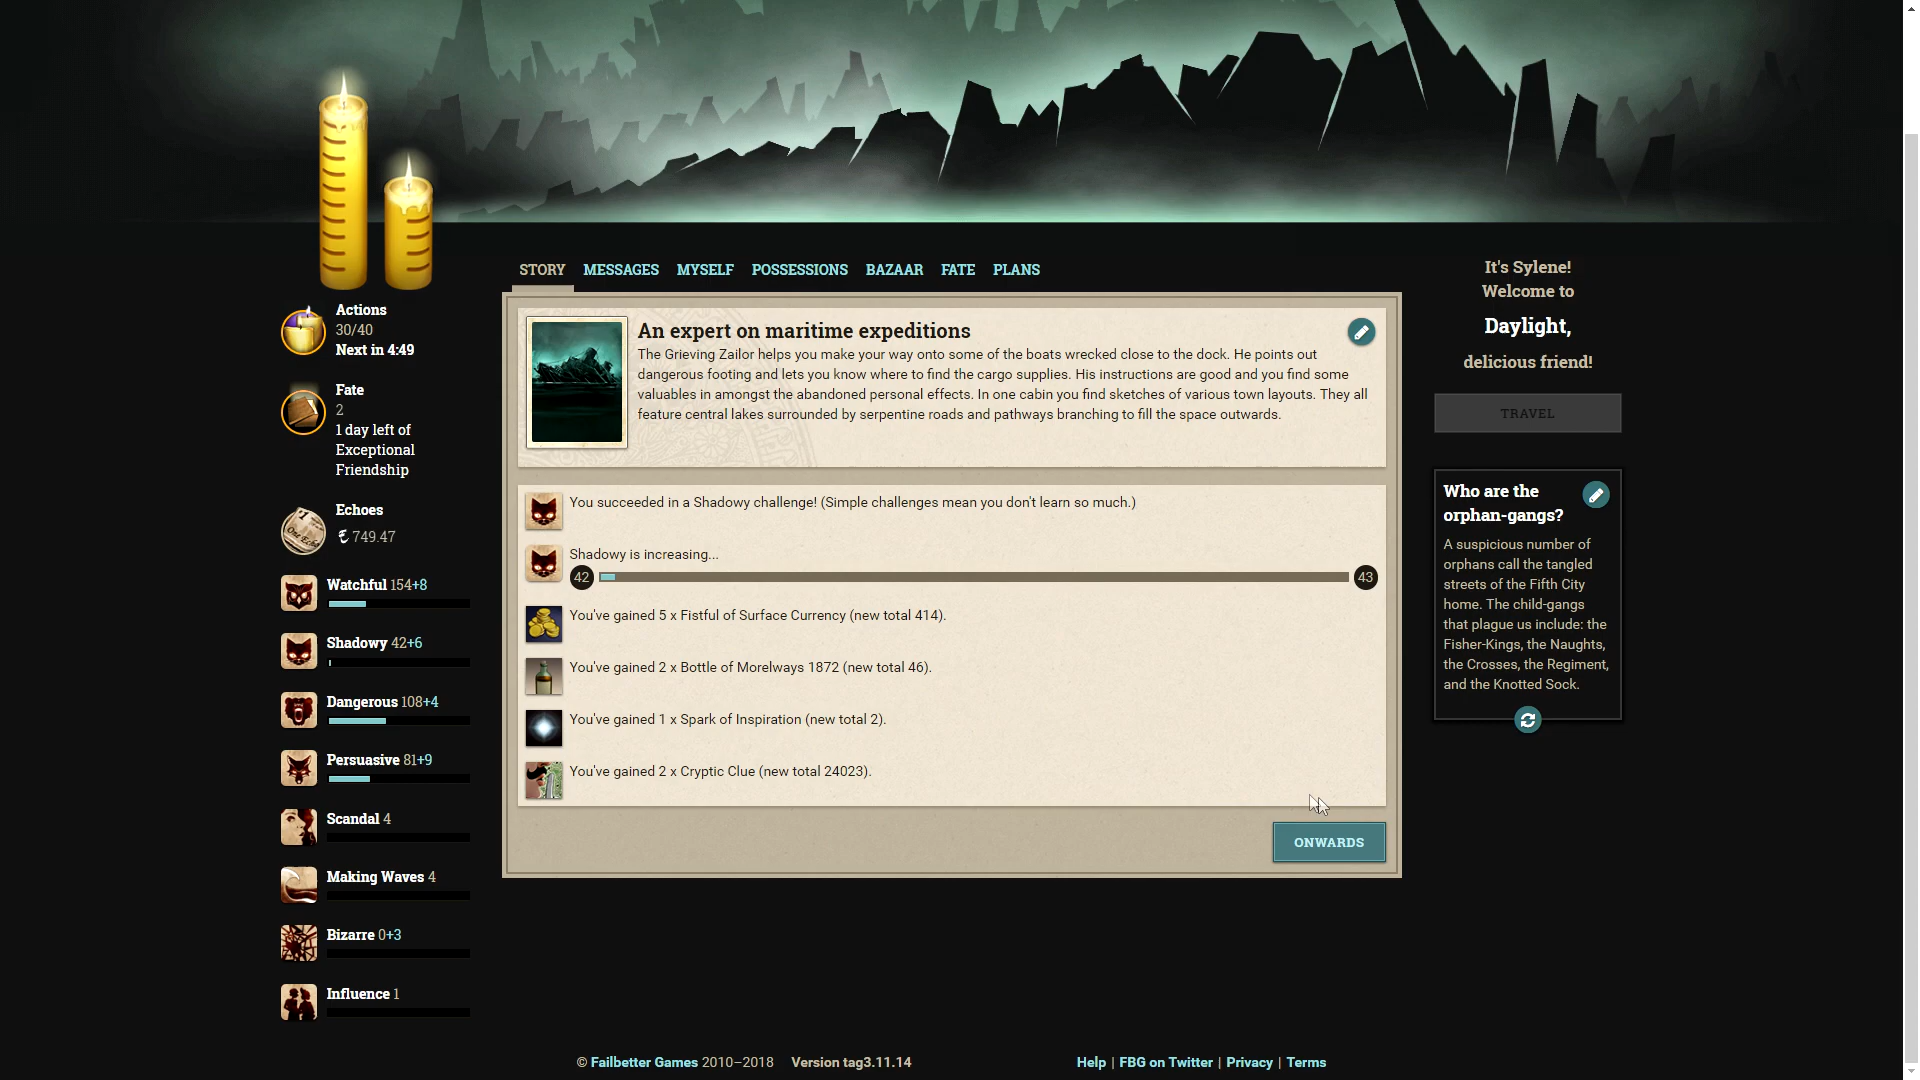 STORY MESSAGES MYSELF POSSESSIONS BAZAAR FATE PLANS
Actions
30/40
Next in 4:49
Fate
2
1 day left of
Exceptional
Friendship
Echoes
749.47
Watchful 154+8
Shadowy 42+6
Dangerous 108+4
Persuasive 81+9
Scandal 4
Making Waves 4
Bizarre 0+3
Influence 1
An expert on maritime expeditions
The Grieving Zailor helps you make your way onto some of the boats wrecked close to the dock. He points out
dangerous footing and lets you know where to find the cargo supplies. His instructions are good and you find some
valuables in amongst the abandoned personal effects. In one cabin you find sketches of various town layouts. They all
feature central lakes surrounded by serpentine roads and pathways branching to fill the space outwards.
You succeeded in a Shadowy challenge! (Simple challenges mean you don't learn so much.)
Shadowy is increasing...
42 43
You've gained 5 x Fistful of Surface Currency (new total 414).
You've gained 2 x Bottle of Morelways 1872 (new total 46).
You've gained 1 x Spark of Inspiration (new total 2).
You've gained 2 x Cryptic Clue (new total 24023).
ONWARDS
It's Sylene!
Welcome to
Daylight,
delicious friend!
TRAVEL
Who are the
orphan-gangs?
A suspicious number of
orphans call the tangled
streets of the Fifth City
home. The child-gangs
that plague us include: the
Fisher-Kings, the Naughts,
the Crosses, the Regiment,
and the Knotted Sock.
© Failbetter Games 2010–2018 Version tag3.11.14
Help | FBG on Twitter | Privacy | Terms